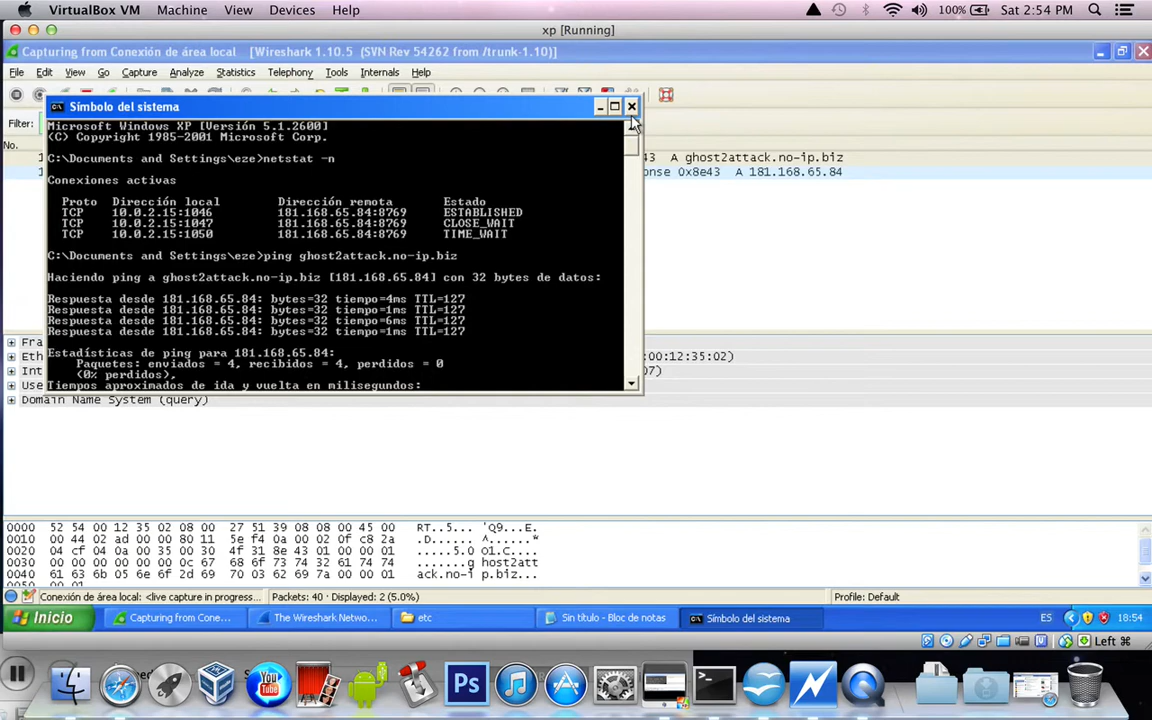 VirtualBox VM Machine View Devices Help 100% Sat 2:54 PM
xp [Running]
Capturing from Conexión de área local [Wireshark 1.10.5 (SVN Rev 54262 from /trunk-1.10)]
File Edit View Go Capture Analyze Statistics Telephony Tools Internals Help
Símbolo del sistema
Filter:
No.
Microsoft Windows XP [Versión 5.1.2600]
(C) Copyright 1985-2001 Microsoft Corp.
C:\Documents and Settings\eze>netstat -n
43 A ghost2attack.no-ip.biz
onse 0x8e43 A 181.168.65.84
Conexiones activas
Proto Dirección local Dirección remota Estado
TCP 10.0.2.15:1046 181.168.65.84:8769 ESTABLISHED
TCP 10.0.2.15:1047 181.168.65.84:8769 CLOSE_WAIT
TCP 10.0.2.15:1050 181.168.65.84:8769 TIME_WAIT
C:\Documents and Settings\eze>ping ghost2attack.no-ip.biz
Haciendo ping a ghost2attack.no-ip.biz [181.168.65.84] con 32 bytes de datos:
Respuesta desde 181.168.65.84: bytes=32 tiempo=4ms TTL=127
Respuesta desde 181.168.65.84: bytes=32 tiempo=1ms TTL=127
Respuesta desde 181.168.65.84: bytes=32 tiempo=6ms TTL=127
Respuesta desde 181.168.65.84: bytes=32 tiempo=1ms TTL=127
Estadísticas de ping para 181.168.65.84:
Paquetes: enviados = 4, recibidos = 4, perdidos = 0
(0% perdidos),
Tiempos aproximados de ida y vuelta en milisegundos:
Fra
Eth :00:12:35:02)
Int 07)
Use
Domain Name System (query)
0000 52 54 00 12 35 02 08 00 27 51 39 08 08 00 45 00 RT..5... 'Q9...E.
0010 00 44 02 ad 00 00 80 11 5e f4 0a 00 02 0f c8 2a .D...... ^......*
0020 04 cf 04 0a 00 35 00 30 4f 31 8e 43 01 00 00 01 .....5.0 O1.C....
0030 00 00 00 00 00 00 0c 67 68 6f 73 74 32 61 74 74 .......g host2att
0040 61 63 6b 05 6e 6f 2d 69 70 03 62 69 7a 00 00 01 ack.no-i p.biz...
0050 00 01
Conexión de área local: <live capture in progress... Packets: 40 · Displayed: 2 (5.0%) Profile: Default
Inicio Capturing from Cone... The Wireshark Netwo... etc Sin título - Bloc de notas Símbolo del sistema ES 18:54
Left ⌘
You
Tube
Ps